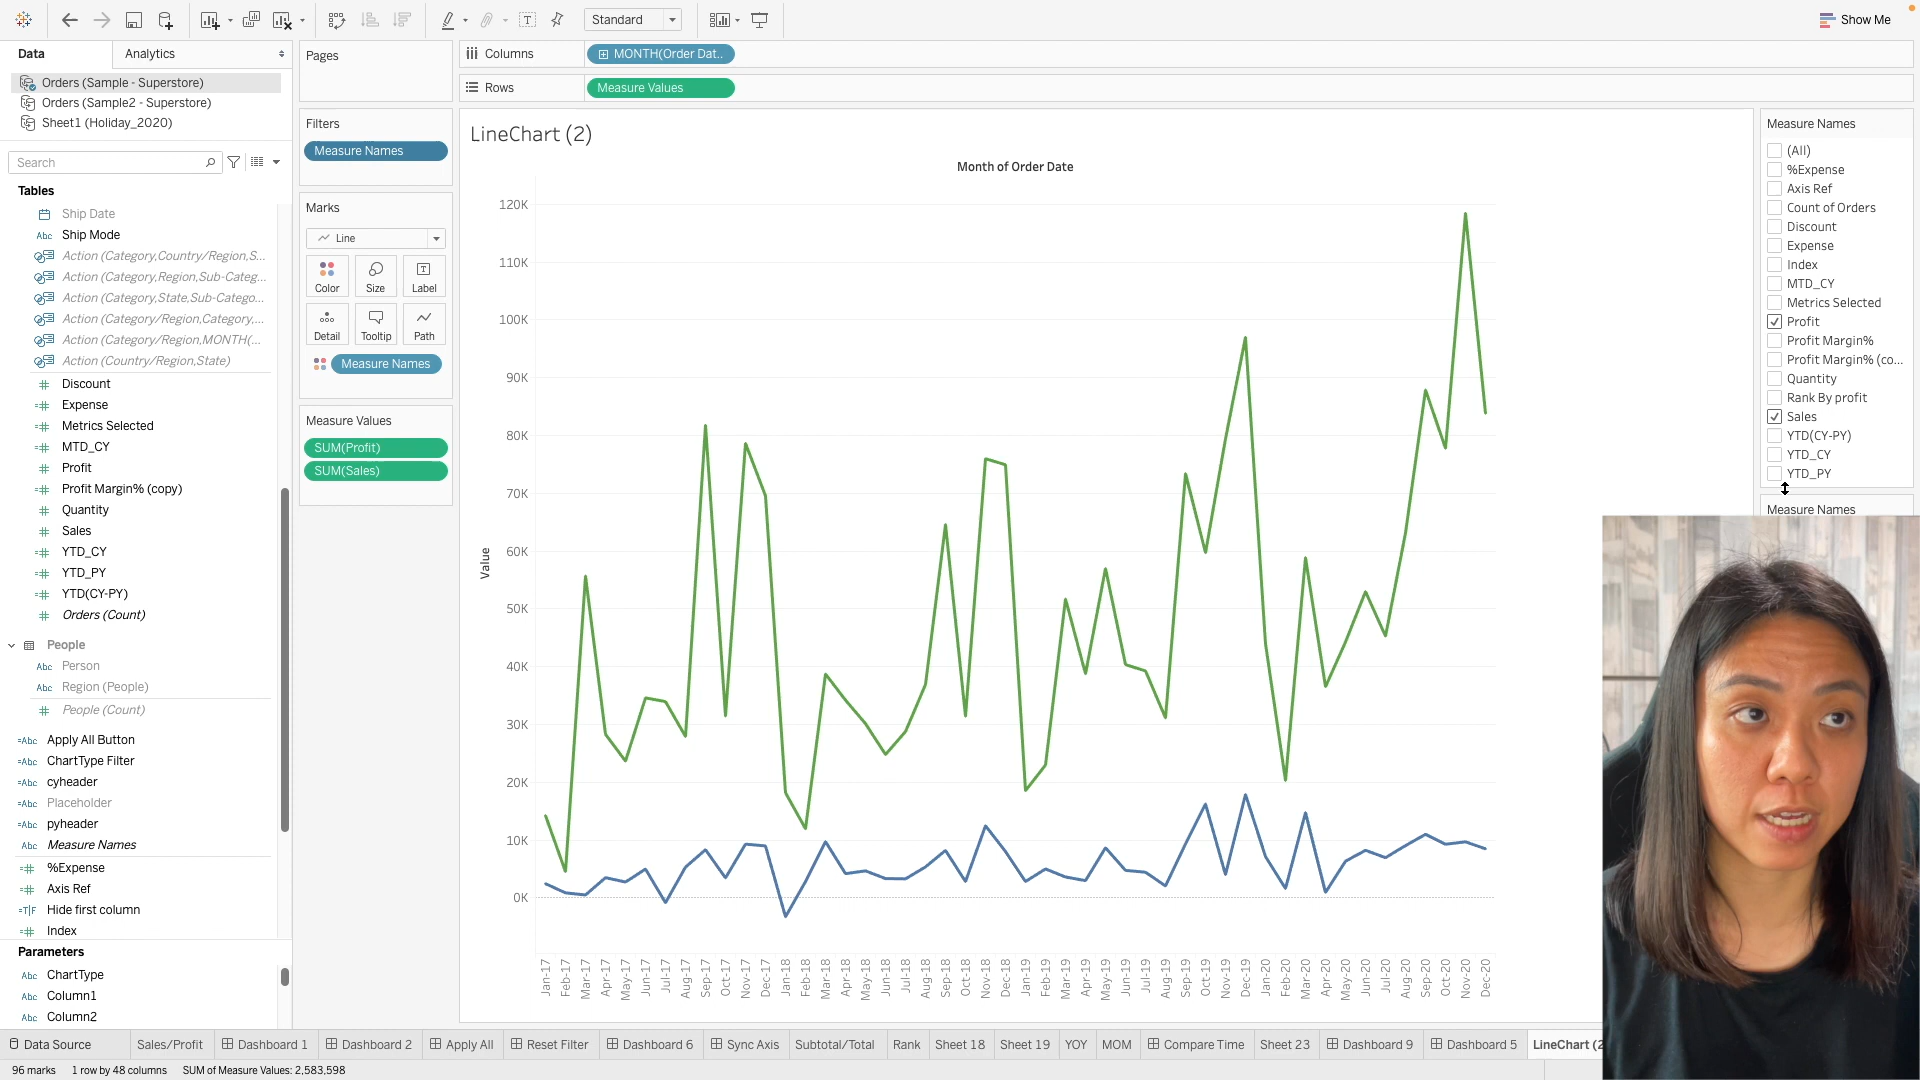 Standard
Show Me
Data
Analytics
Pages
Columns
MONTH(Order Dat..
Rows
Measure Values
Orders (Sample - Superstore)
Orders (Sample2 - Superstore)
Sheet1 (Holiday_2020)
Search
Tables
Ship Date
Abc Ship Mode
Action (Category,Country/Region,S...
Action (Category,Region,Sub-Categ...
Action (Category,State,Sub-Catego...
Action (Category/Region,Category,...
Action (Category/Region,MONTH(...
Action (Country/Region,State)
# Discount
=# Expense
=# Metrics Selected
=# MTD_CY
# Profit
=# Profit Margin% (copy)
# Quantity
# Sales
=# YTD_CY
=# YTD_PY
=# YTD(CY-PY)
# Orders (Count)
People
Abc Person
Abc Region (People)
# People (Count)
=Abc Apply All Button
=Abc ChartType Filter
=Abc cyheader
=Abc Placeholder
=Abc pyheader
Abc Measure Names
=# %Expense
=# Axis Ref
=T|F Hide first column
=# Index
Parameters
Abc ChartType
Abc Column1
Abc Column2
Filters
Measure Names
Marks
Line
Color
Size
Label
Detail
Tooltip
Path
Measure Names
Measure Values
SUM(Profit)
SUM(Sales)
LineChart (2)
Month of Order Date
120K
110K
100K
90K
80K
70K
60K
50K
40K
30K
20K
10K
0K
Value
Jan-17
Feb-17
Mar-17
Apr-17
May-17
Jun-17
Jul-17
Aug-17
Sep-17
Oct-17
Nov-17
Dec-17
Jan-18
Feb-18
Mar-18
Apr-18
May-18
Jun-18
Jul-18
Aug-18
Sep-18
Oct-18
Nov-18
Dec-18
Jan-19
Feb-19
Mar-19
Apr-19
May-19
Jun-19
Jul-19
Aug-19
Sep-19
Oct-19
Nov-19
Dec-19
Jan-20
Feb-20
Mar-20
Apr-20
May-20
Jun-20
Jul-20
Aug-20
Sep-20
Oct-20
Nov-20
Dec-20
Measure Names
(All)
%Expense
Axis Ref
Count of Orders
Discount
Expense
Index
MTD_CY
Metrics Selected
Profit
Profit Margin%
Profit Margin% (co...
Quantity
Rank By profit
Sales
YTD(CY-PY)
YTD_CY
YTD_PY
Measure Names
Data Source
Sales/Profit
Dashboard 1
Dashboard 2
Apply All
Reset Filter
Dashboard 6
Sync Axis
Subtotal/Total
Rank
Sheet 18
Sheet 19
YOY
MOM
Compare Time
Sheet 23
Dashboard 9
Dashboard 5
LineChart (2
96 marks
1 row by 48 columns
SUM of Measure Values: 2,583,598